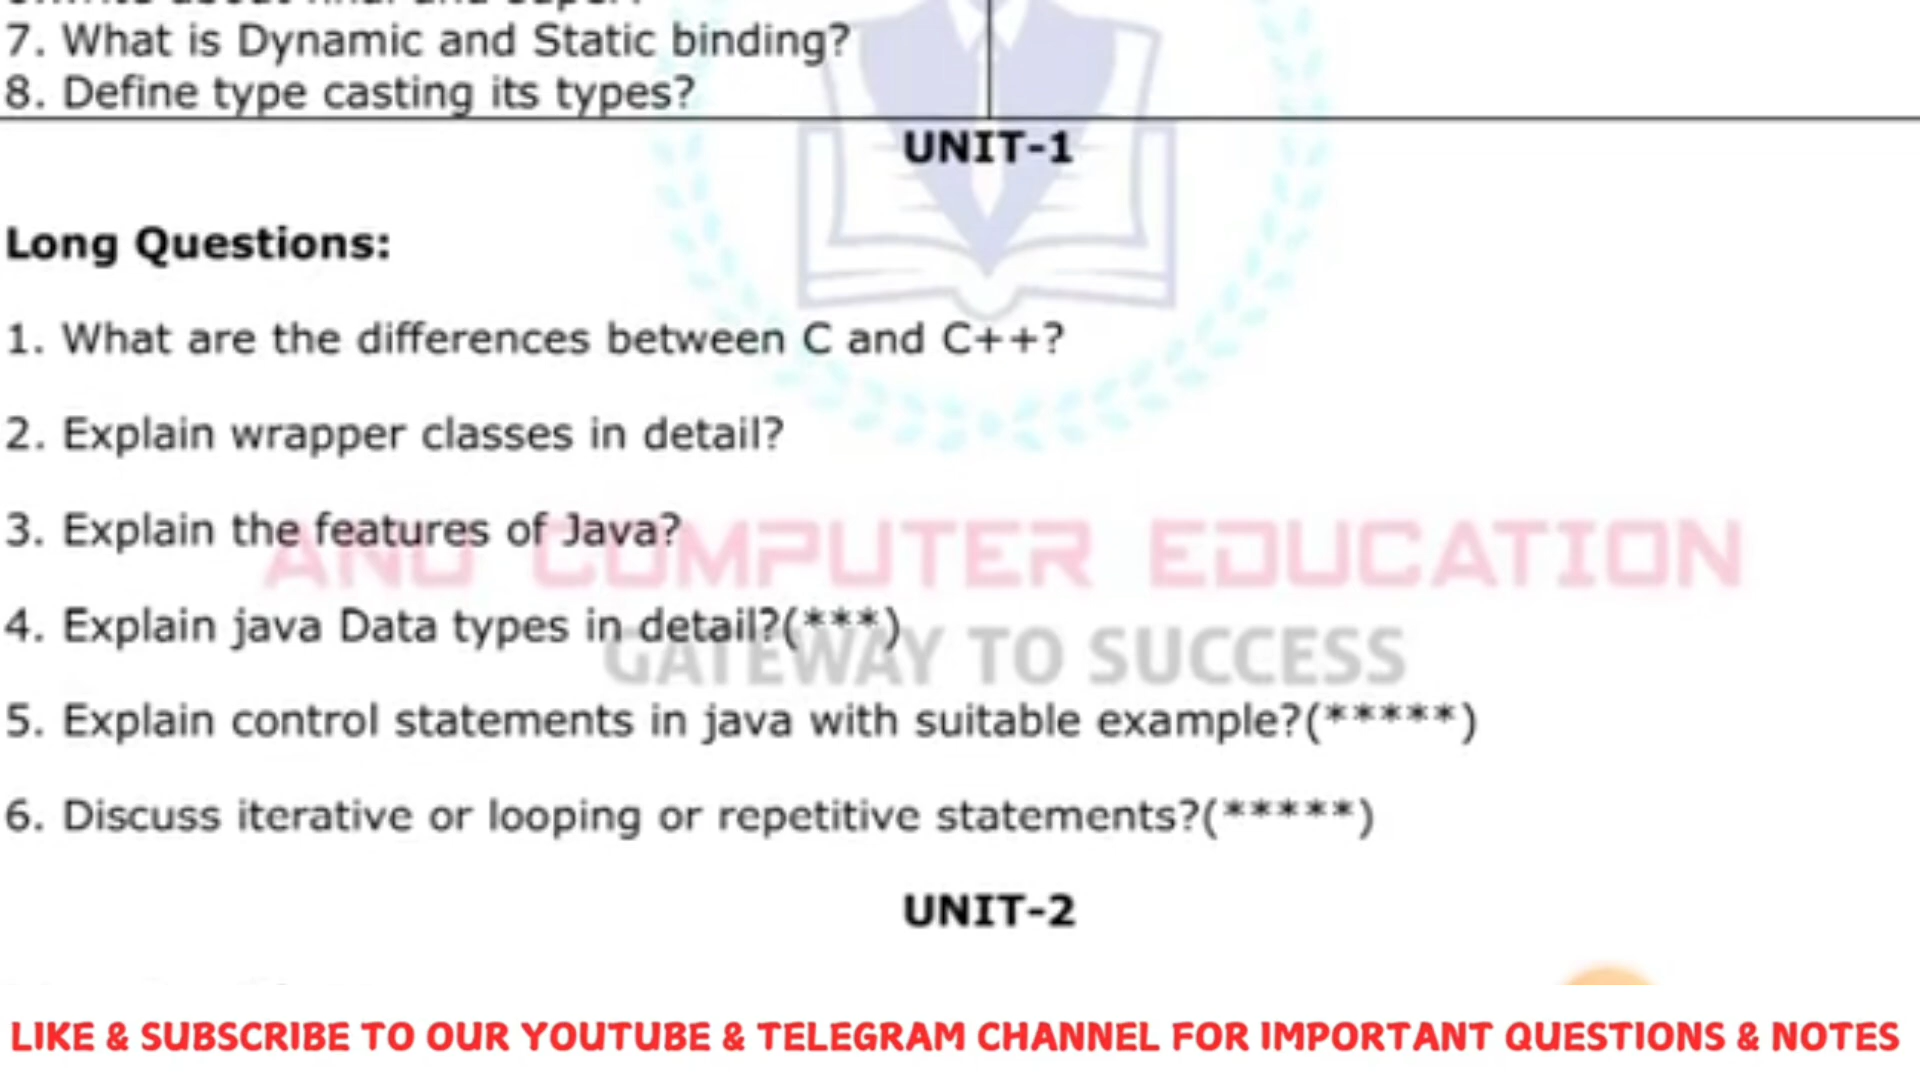 7. What is Dynamic and Static binding?
8. Define type casting its types?
UNIT-1
Long Questions:
1. What are the differences between C and C++?
2. Explain wrapper classes in detail?
3. Explain the features of Java?
ANU COMPUTER EDUCATION
4. Explain java Data types in detail?(***)
GATEWAY TO SUCCESS
5. Explain control statements in java with suitable example?(*****)
6. Discuss iterative or looping or repetitive statements?(*****)
UNIT-2
LIKE & SUBSCRIBE TO OUR YOUTUBE & TELEGRAM CHANNEL FOR IMPORTANT QUESTIONS & NOTES